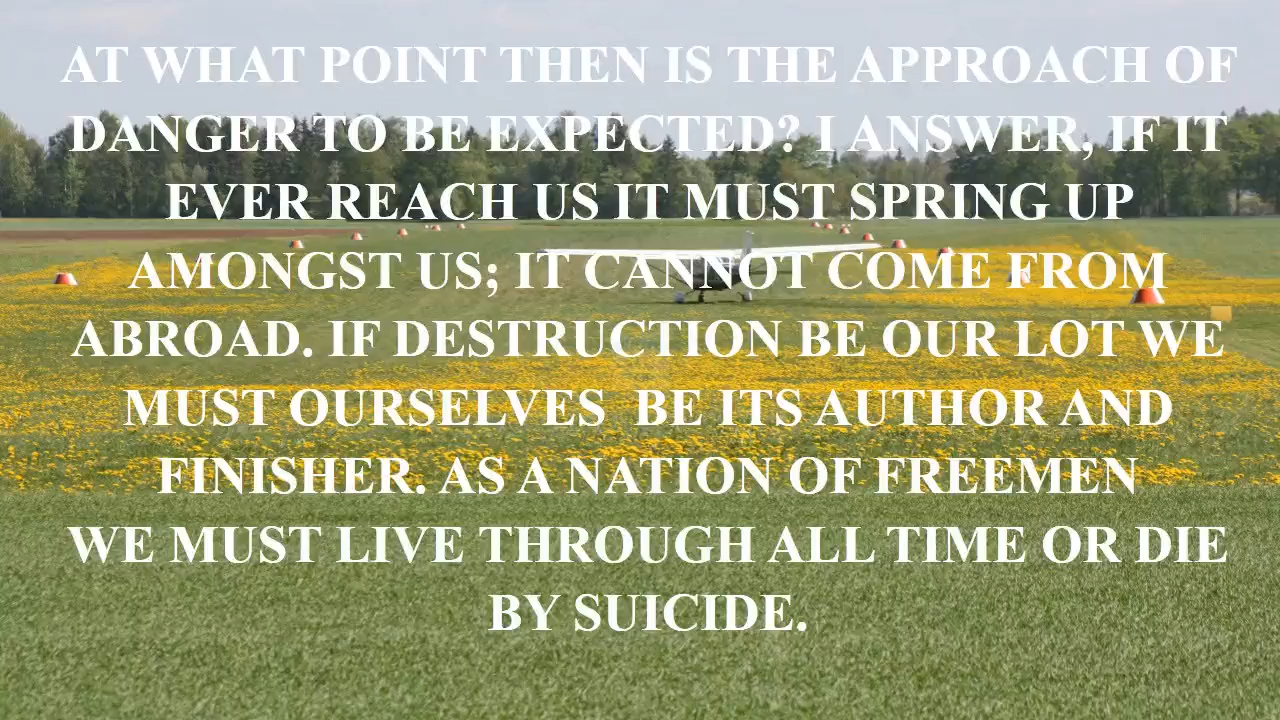 AT WHAT POINT THEN IS THE APPROACH OF
DANGER TO BE EXPECTED? I ANSWER, IF IT
EVER REACH US IT MUST SPRING UP
AMONGST US; IT CANNOT COME FROM
ABROAD. IF DESTRUCTION BE OUR LOT WE
MUST OURSELVES  BE ITS AUTHOR AND
FINISHER. AS A NATION OF FREEMEN
WE MUST LIVE THROUGH ALL TIME OR DIE
BY SUICIDE.